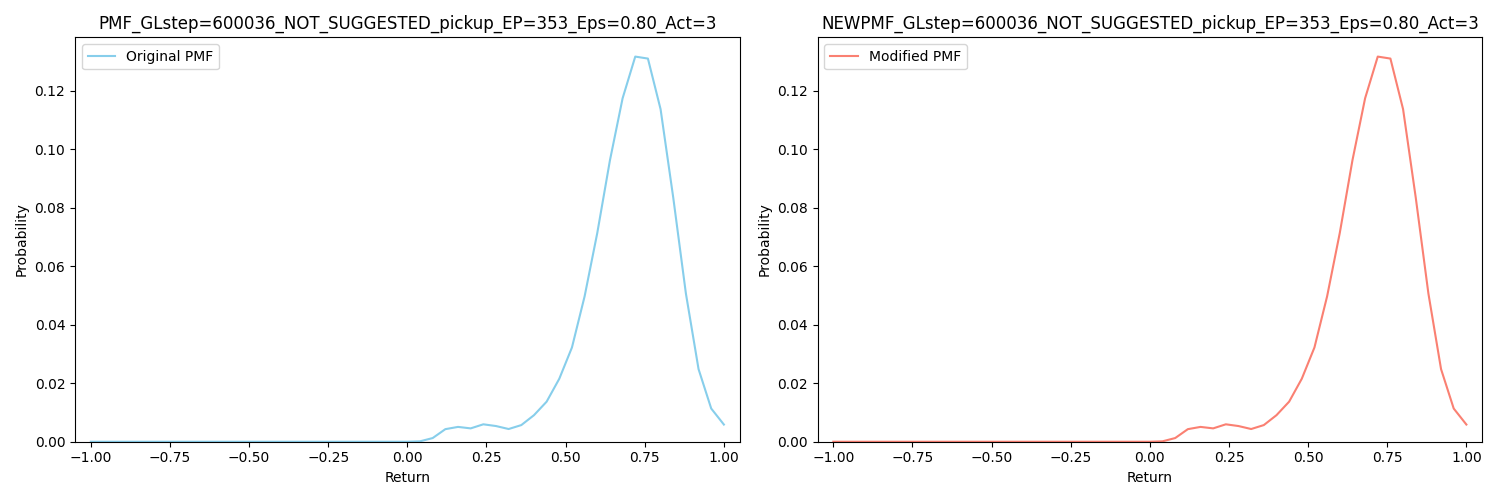 PMF_GLstep=600036_NOT_SUGGESTED_pickup_EP=353_Eps=0.80_Act=3
Original PMF
Probability
0.12
0.10
0.08
0.06
0.04
0.02
0.00
−1.00 −0.75 −0.50 −0.25 0.00 0.25 0.50 0.75 1.00
Return
NEWPMF_GLstep=600036_NOT_SUGGESTED_pickup_EP=353_Eps=0.80_Act=3
Modified PMF
Probability
0.12
0.10
0.08
0.06
0.04
0.02
0.00
−1.00 −0.75 −0.50 −0.25 0.00 0.25 0.50 0.75 1.00
Return